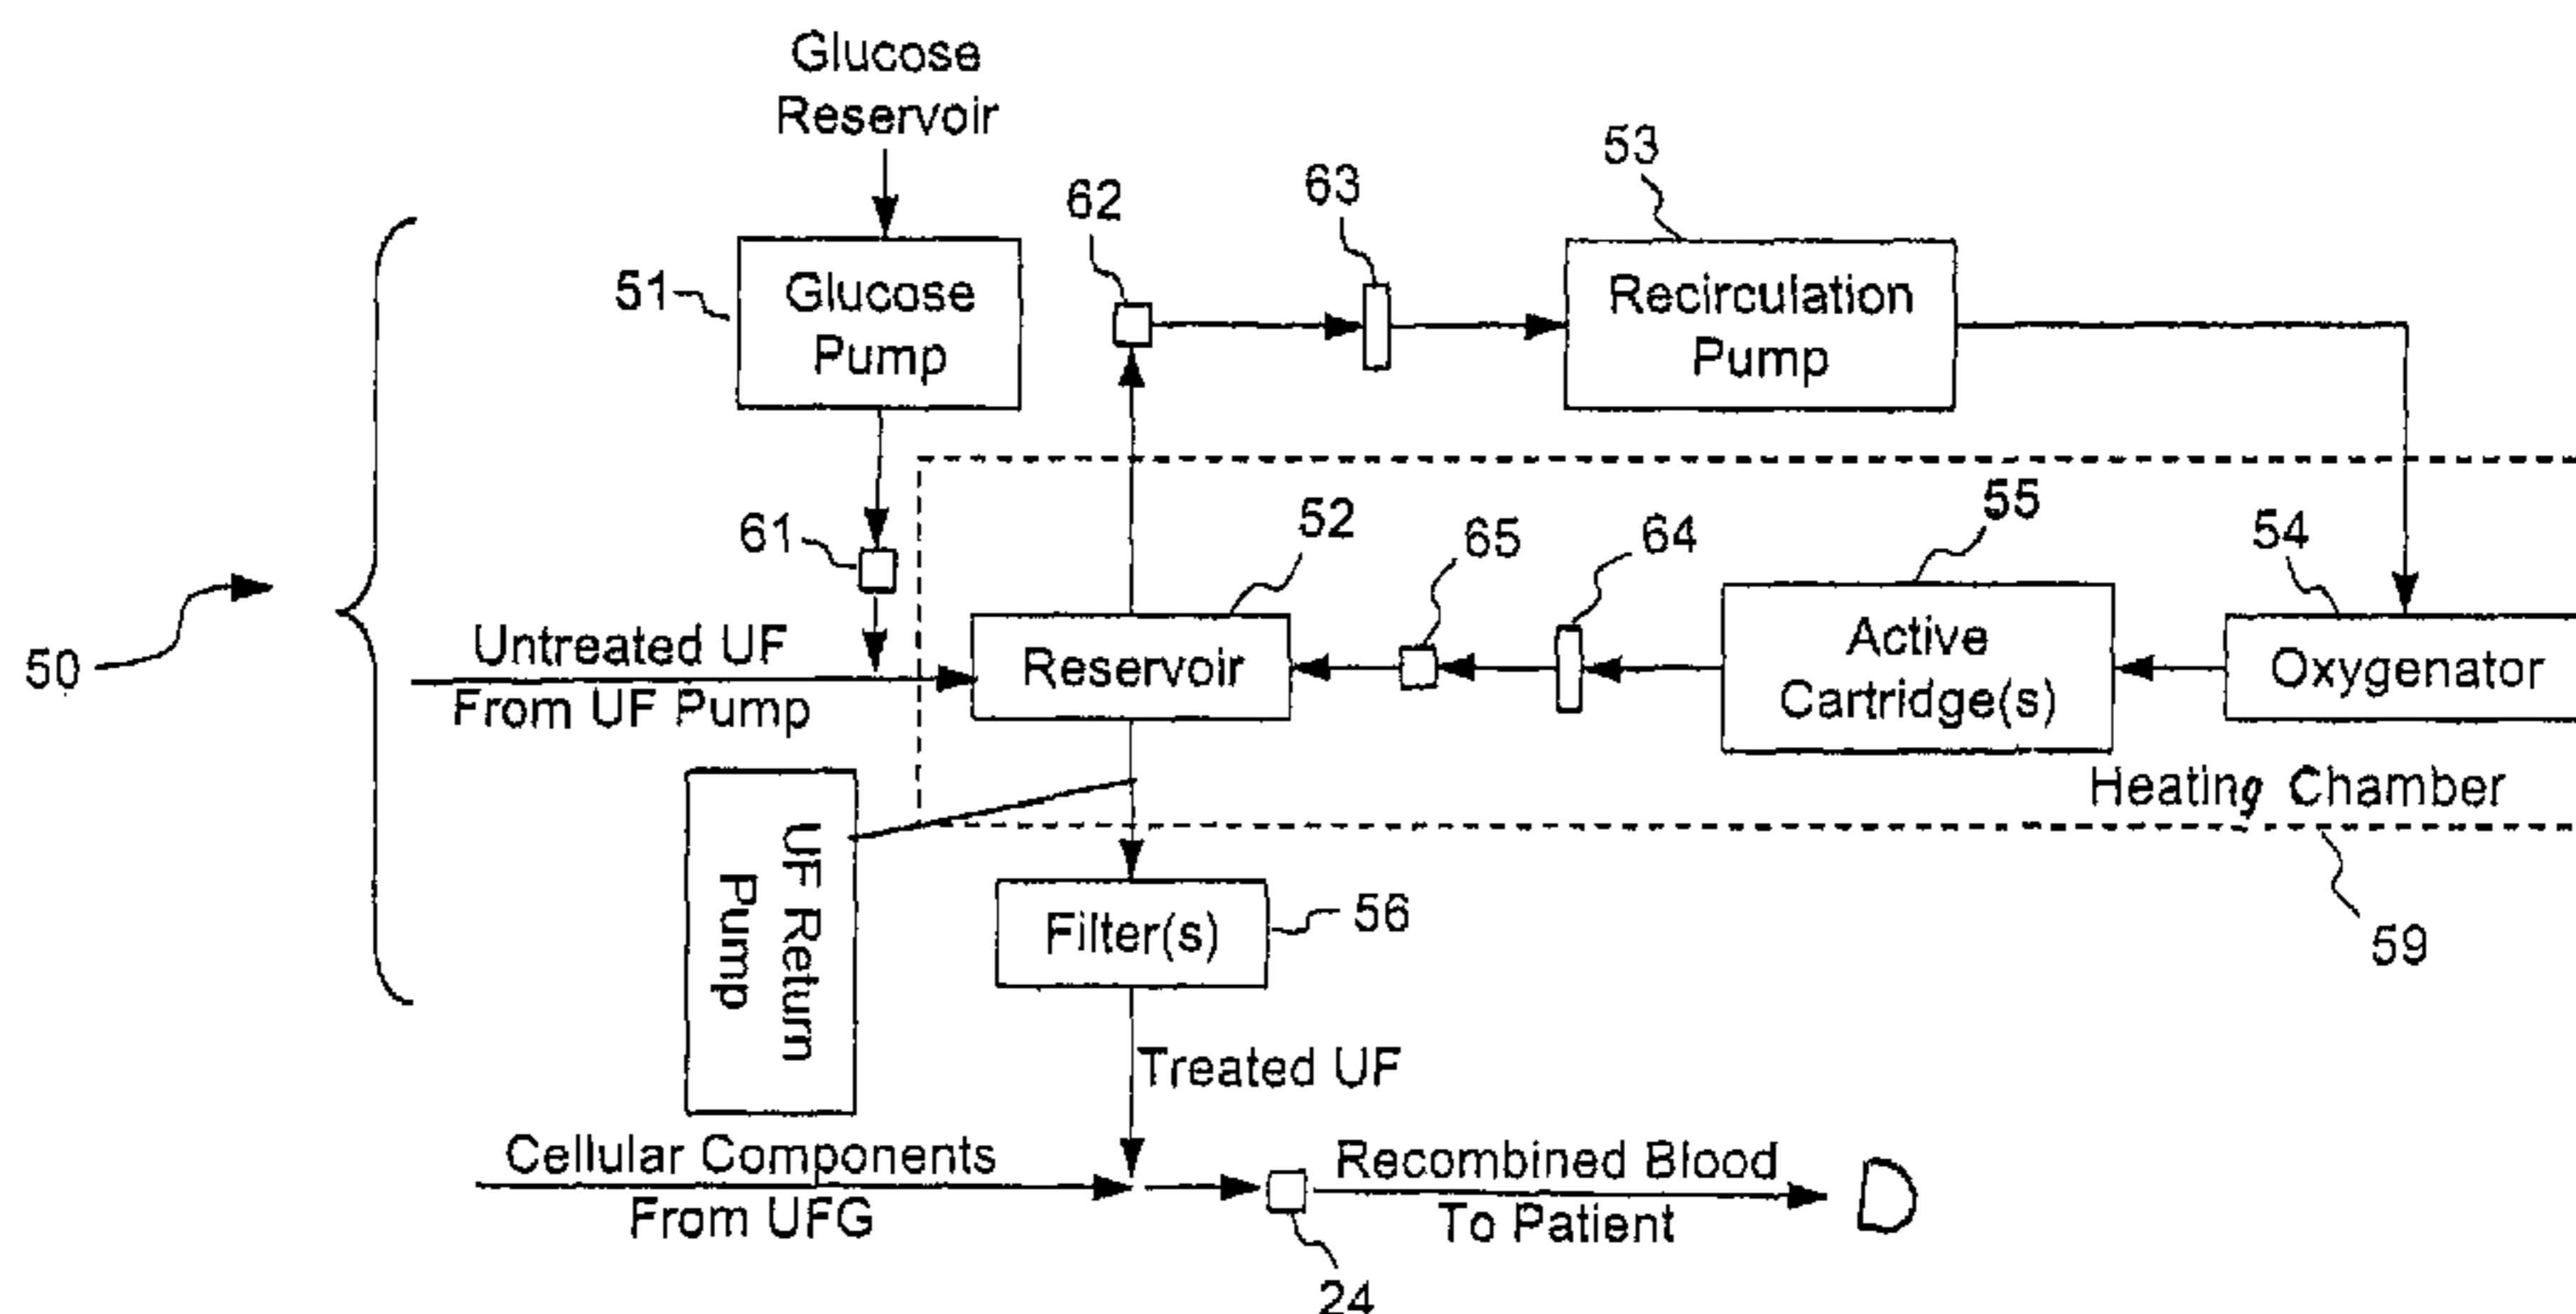 Glucose
Reservoir
53
62
63
51
Glucose
Pump
Recirculation
Pump
61
52
65
64
55
54
50
Untreated UF
From UF Pump
Reservoir
Active
Cartridge(s)
Oxygenator
Heating Chamber
UF Return
Pump
Filter(s)
56
59
Treated UF
Cellular Components
From UFG
Recombined Blood
To Patient
D
24